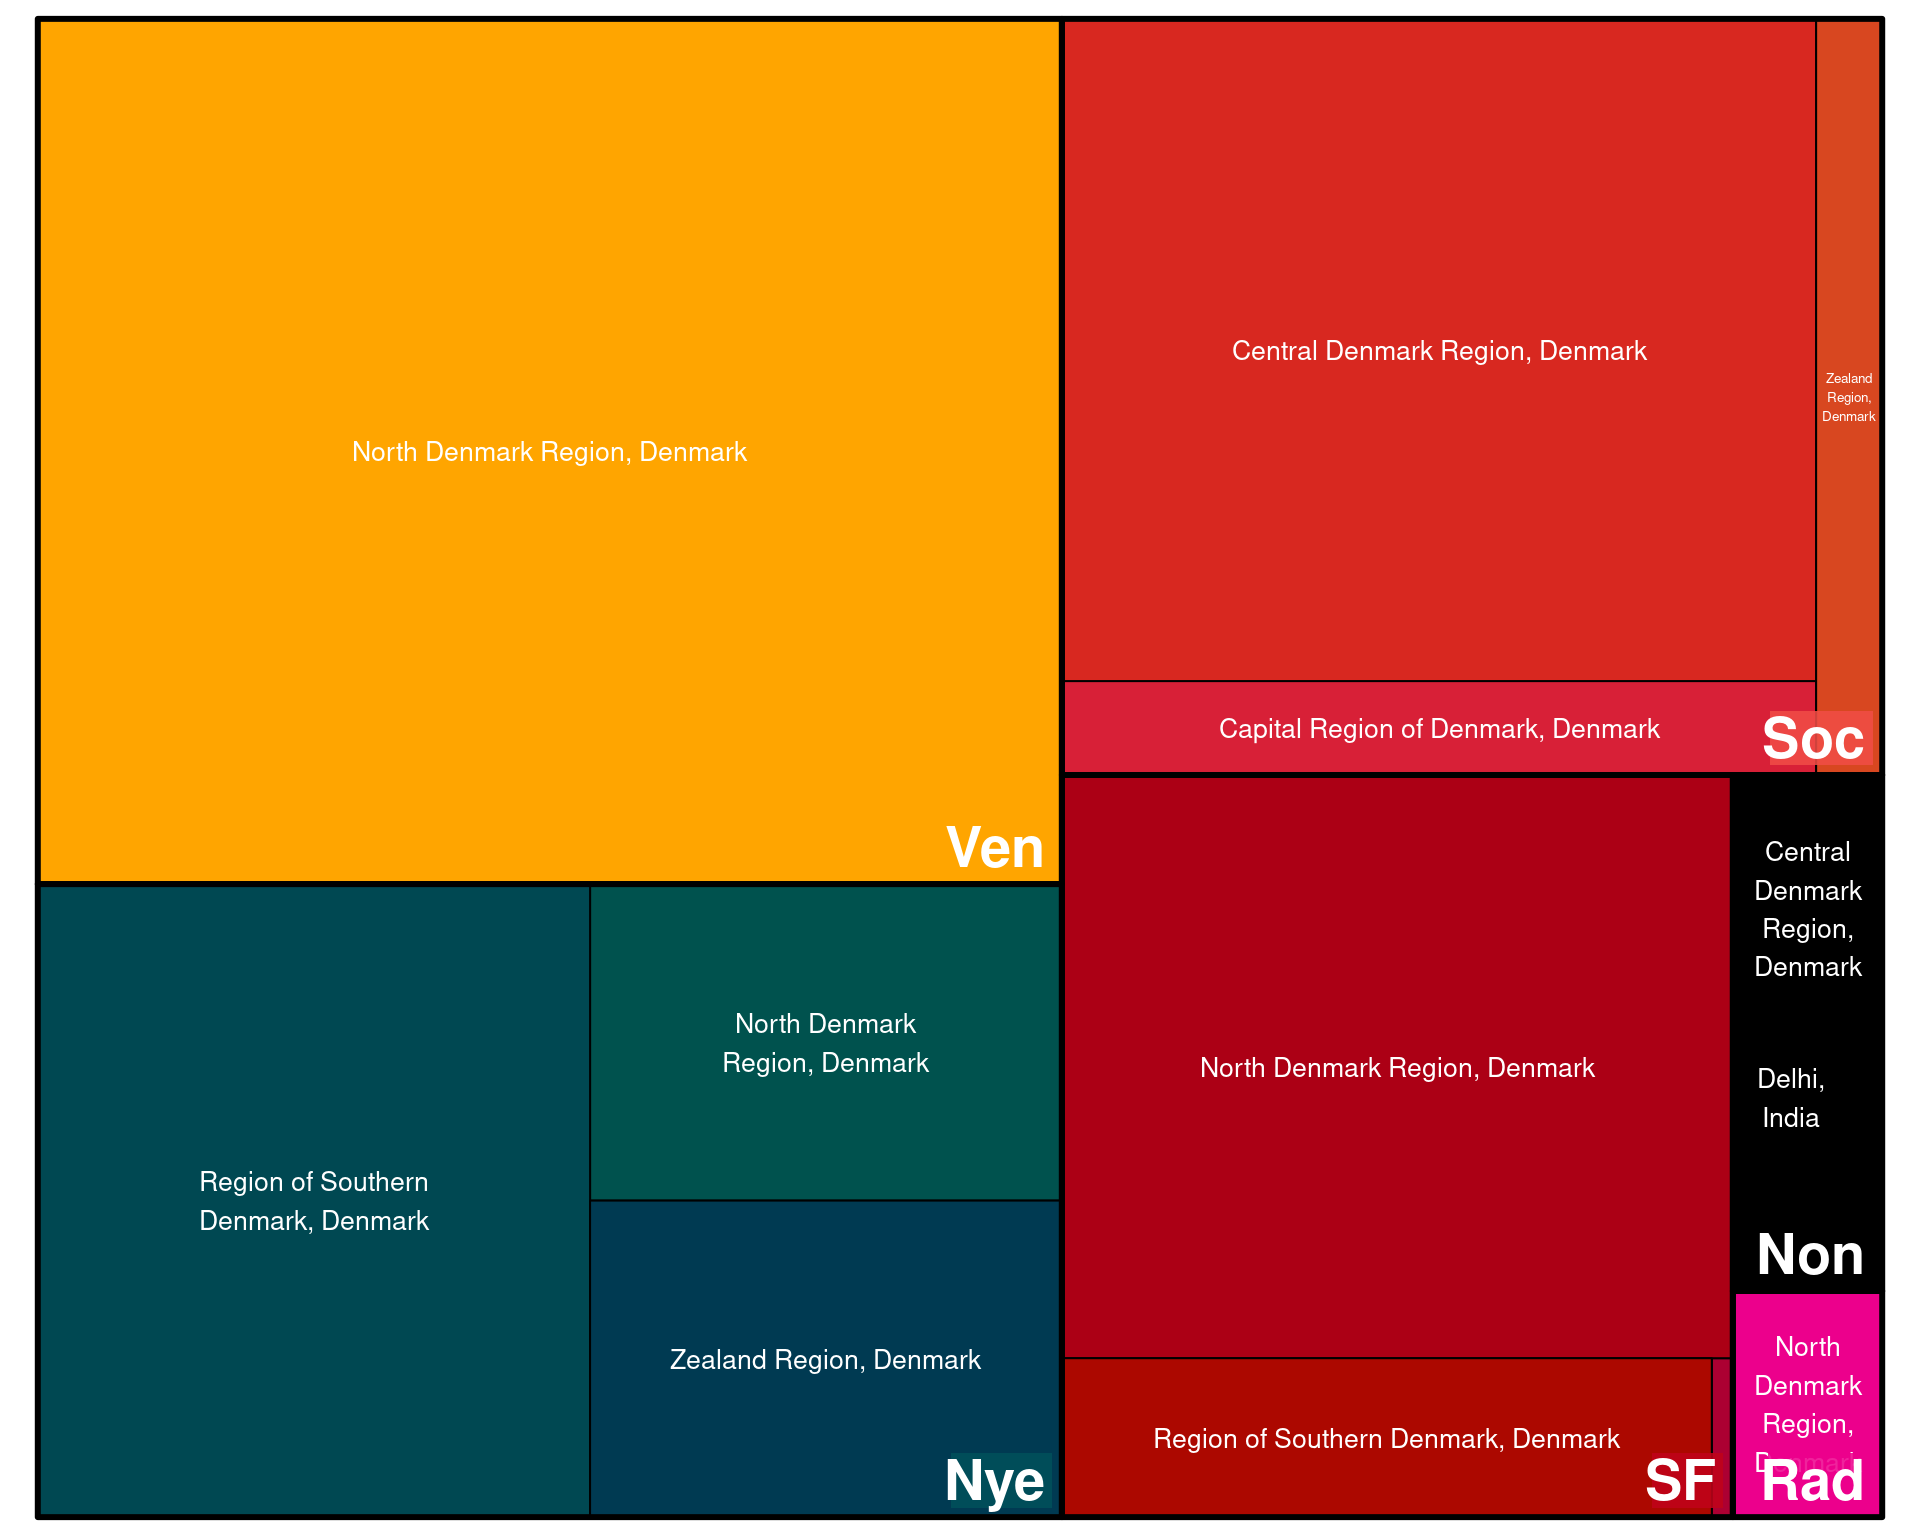 North Denmark Region, Denmark
Ven
Central Denmark Region, Denmark
Zealand
Region,
Denmark
Capital Region of Denmark, Denmark
Soc
Region of Southern
Denmark, Denmark
North Denmark
Region, Denmark
Zealand Region, Denmark
Nye
North Denmark Region, Denmark
Region of Southern Denmark, Denmark
SF
Central
Denmark
Region,
Denmark
Delhi,
India
Non
North
Denmark
Region,
Denmark
Rad